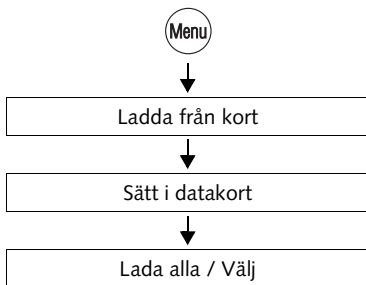 Menu
Ladda från kort
Sätt i datakort
Lada alla / Välj